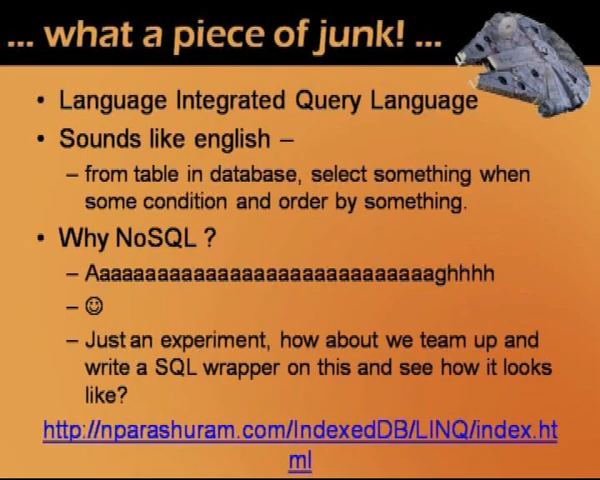 ... what a piece of junk! ...
• Language Integrated Query Language
• Sounds like english –
– from table in database, select something when
some condition and order by something.
• Why NoSQL ?
– Aaaaaaaaaaaaaaaaaaaaaaaaaaaaaghhhh
– ☺
– Just an experiment, how about we team up and
write a SQL wrapper on this and see how it looks
like?
http://nparashuram.com/IndexedDB/LINQ/index.ht
ml